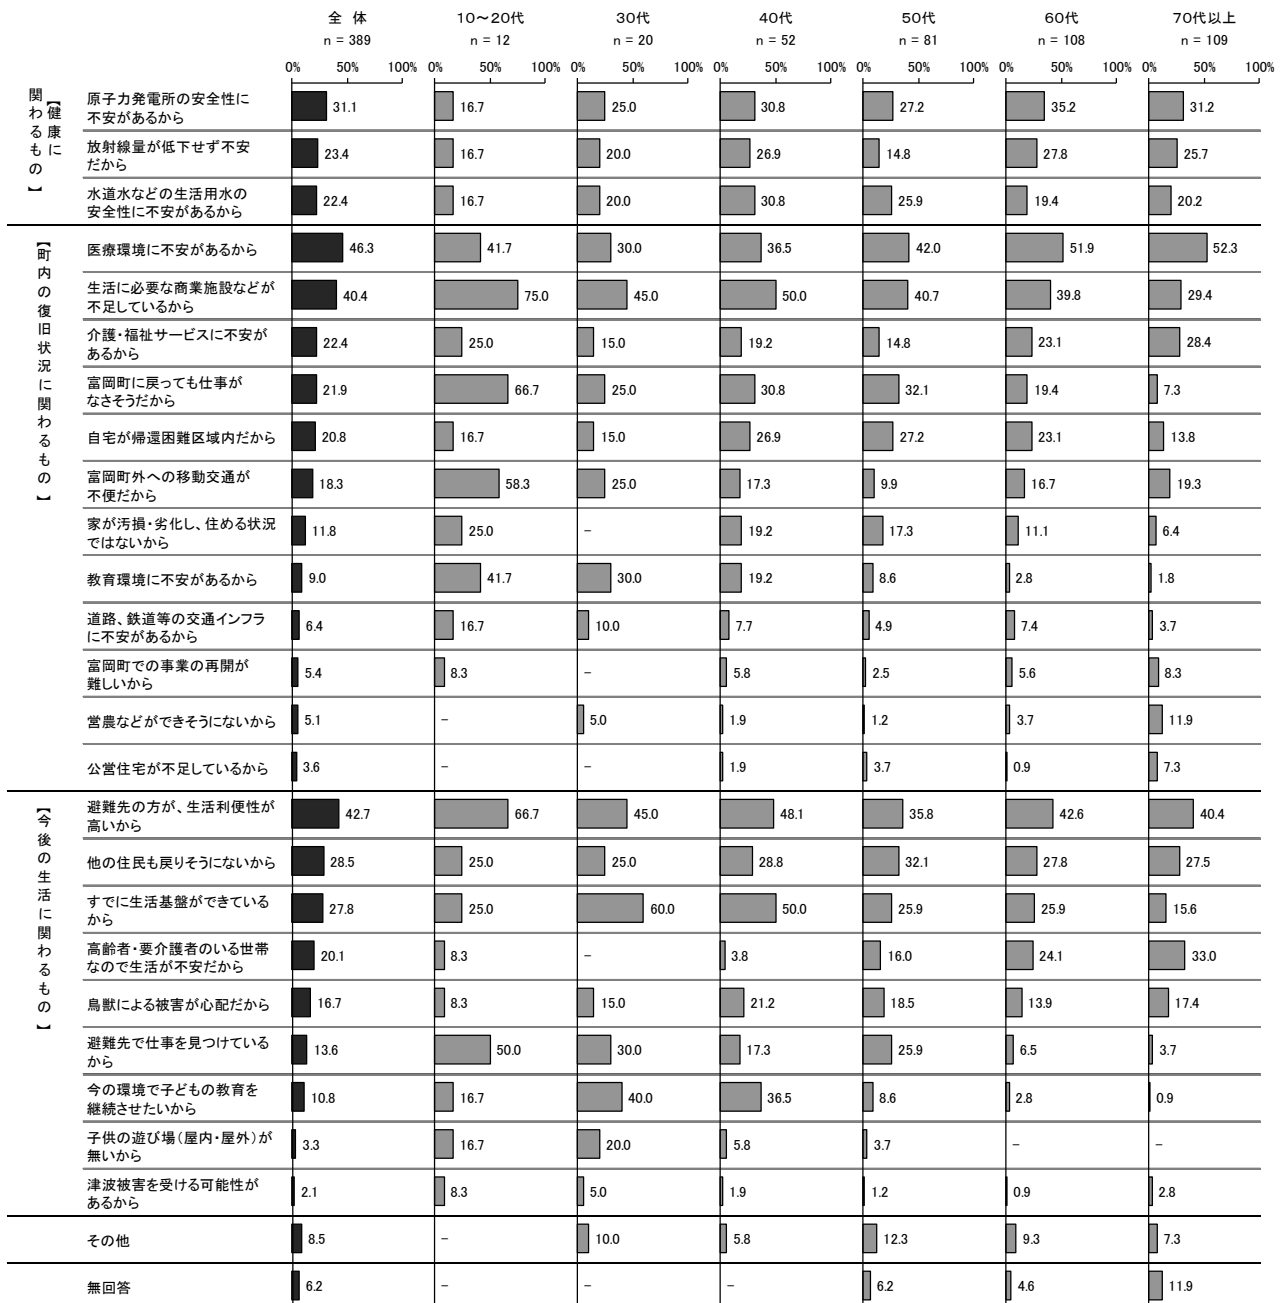 全 体 10～20代 30代 40代 50代 60代 70代以上
n = 389 n = 12 n = 20 n = 52 n = 81 n = 108 n = 109
0% 50% 100% 0% 50% 100% 0% 50% 100% 0% 50% 100% 0% 50% 100% 0% 50% 100% 0% 50% 100%
【健康に関わるもの】
原子力発電所の安全性に
不安があるから
31.1 16.7 25.0 30.8 27.2 35.2 31.2
放射線量が低下せず不安
だから
23.4 16.7 20.0 26.9 14.8 27.8 25.7
水道水などの生活用水の
安全性に不安があるから
22.4 16.7 20.0 30.8 25.9 19.4 20.2
【町内の復旧状況に関わるもの】
医療環境に不安があるから 46.3 41.7 30.0 36.5 42.0 51.9 52.3
生活に必要な商業施設などが
不足しているから
40.4 75.0 45.0 50.0 40.7 39.8 29.4
介護・福祉サービスに不安が
あるから
22.4 25.0 15.0 19.2 14.8 23.1 28.4
富岡町に戻っても仕事が
なさそうだから
21.9 66.7 25.0 30.8 32.1 19.4 7.3
自宅が帰還困難区域内だから 20.8 16.7 15.0 26.9 27.2 23.1 13.8
富岡町外への移動交通が
不便だから
18.3 58.3 25.0 17.3 9.9 16.7 19.3
家が汚損・劣化し、住める状況
ではないから
11.8 25.0 － 19.2 17.3 11.1 6.4
教育環境に不安があるから 9.0 41.7 30.0 19.2 8.6 2.8 1.8
道路、鉄道等の交通インフラ
に不安があるから
6.4 16.7 10.0 7.7 4.9 7.4 3.7
富岡町での事業の再開が
難しいから
5.4 8.3 － 5.8 2.5 5.6 8.3
営農などができそうにないから 5.1 － 5.0 1.9 1.2 3.7 11.9
公営住宅が不足しているから 3.6 － － 1.9 3.7 0.9 7.3
【今後の生活に関わるもの】
避難先の方が、生活利便性が
高いから
42.7 66.7 45.0 48.1 35.8 42.6 40.4
他の住民も戻りそうにないから 28.5 25.0 25.0 28.8 32.1 27.8 27.5
すでに生活基盤ができている
から
27.8 25.0 60.0 50.0 25.9 25.9 15.6
高齢者・要介護者のいる世帯
なので生活が不安だから
20.1 8.3 － 3.8 16.0 24.1 33.0
鳥獣による被害が心配だから 16.7 8.3 15.0 21.2 18.5 13.9 17.4
避難先で仕事を見つけている
から
13.6 50.0 30.0 17.3 25.9 6.5 3.7
今の環境で子どもの教育を
継続させたいから
10.8 16.7 40.0 36.5 8.6 2.8 0.9
子供の遊び場（屋内・屋外）が
無いから
3.3 16.7 20.0 5.8 3.7 － －
津波被害を受ける可能性が
あるから
2.1 8.3 5.0 1.9 1.2 0.9 2.8
その他 8.5 － 10.0 5.8 12.3 9.3 7.3
無回答 6.2 － － － 6.2 4.6 11.9